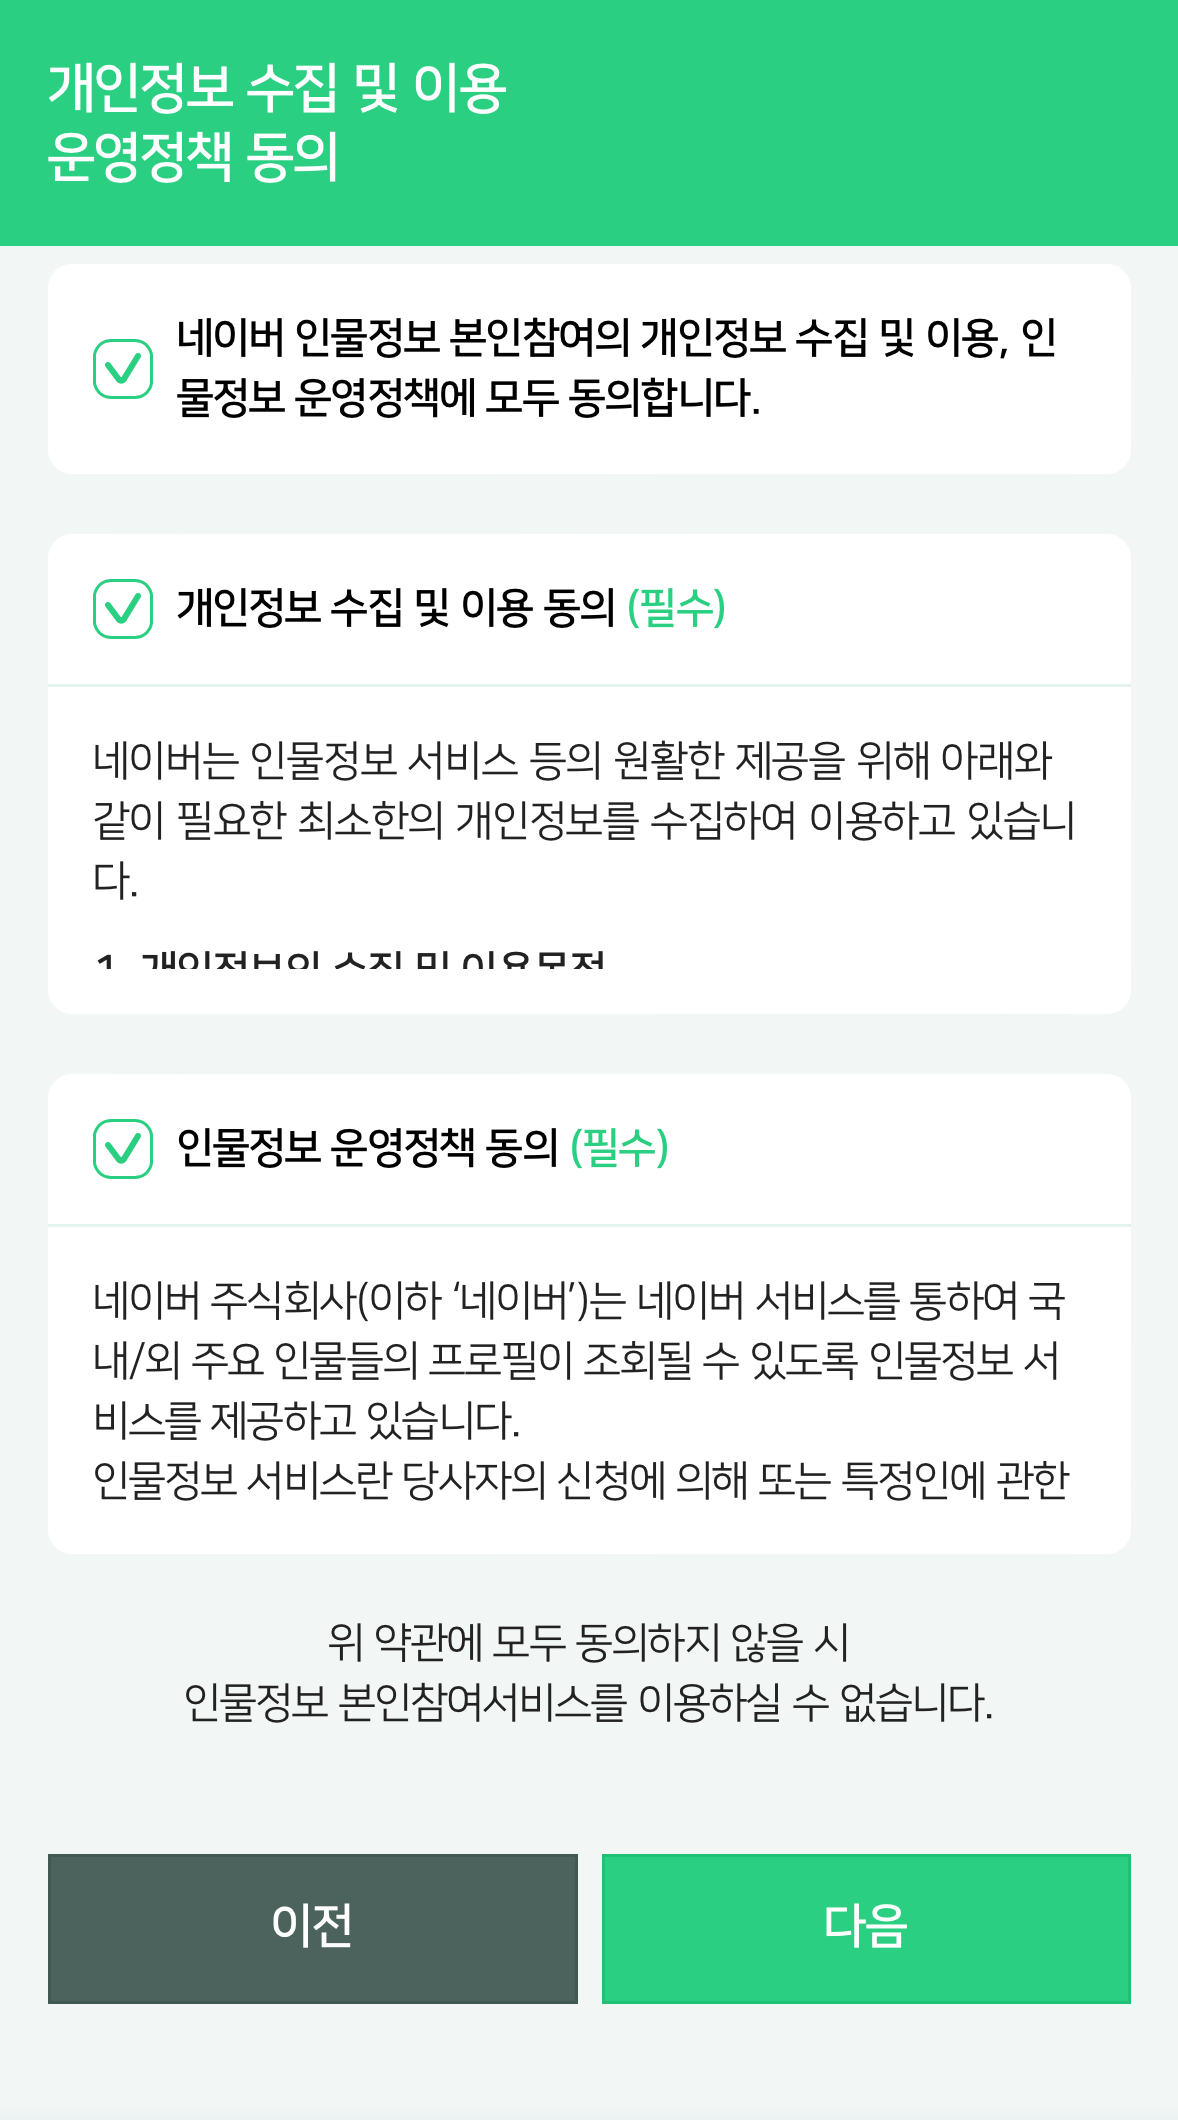 개인정보 수집 및 이용
운영정책 동의
네이버 인물정보 본인참여의 개인정보 수집 및 이용, 인
물정보 운영정책에 모두 동의합니다.
개인정보 수집 및 이용 동의 (필수)
네이버는 인물정보 서비스 등의 원활한 제공을 위해 아래와
같이 필요한 최소한의 개인정보를 수집하여 이용하고 있습니
다.
1. 개인정보의 수집 및 이용목적
인물정보 운영정책 동의 (필수)
네이버 주식회사(이하 ‘네이버’)는 네이버 서비스를 통하여 국
내/외 주요 인물들의 프로필이 조회될 수 있도록 인물정보 서
비스를 제공하고 있습니다.
인물정보 서비스란 당사자의 신청에 의해 또는 특정인에 관한
위 약관에 모두 동의하지 않을 시
인물정보 본인참여서비스를 이용하실 수 없습니다.
이전
다음